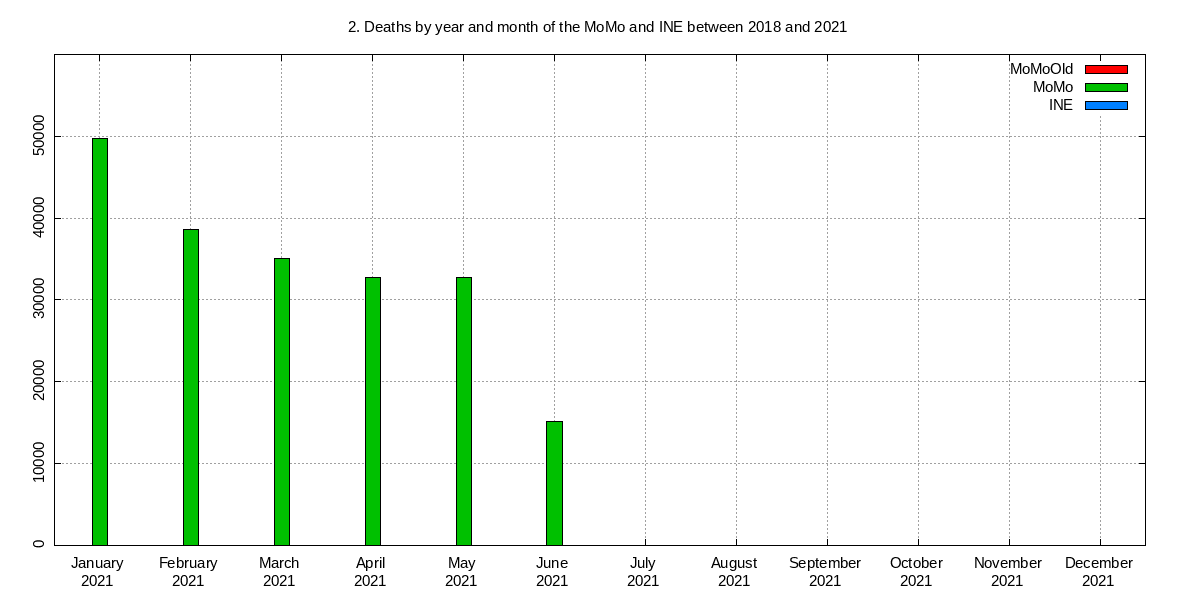 2. Deaths by year and month of the MoMo and INE between 2018 and 2021
MoMoOld
MoMo
INE
50000
40000
30000
20000
10000
0
January February March April May June July August September October November December
2021 2021 2021 2021 2021 2021 2021 2021 2021 2021 2021 2021